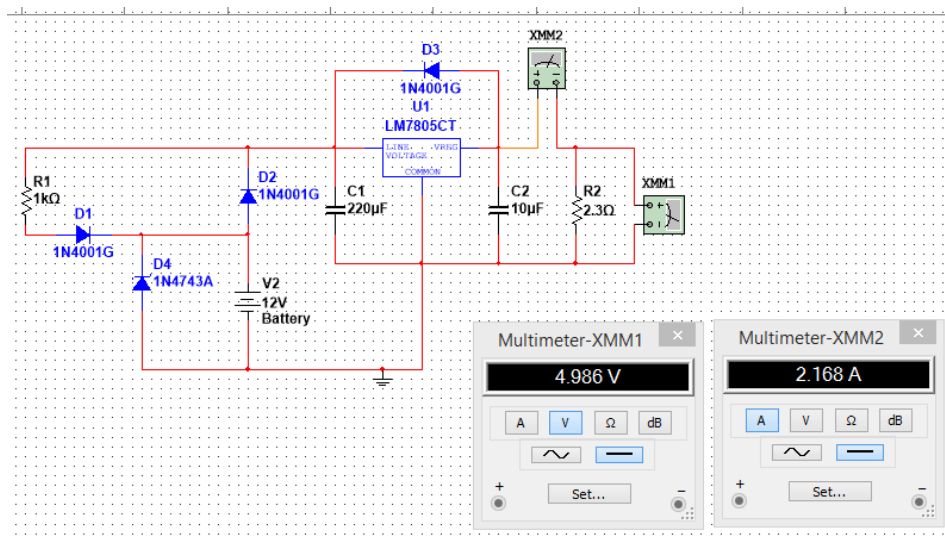 XMM2
D3
1N4001G
U1
LM7805CT
LINE VREG
VOLTAGE
COMMON
R1
1kΩ
D1
1N4001G
D2
1N4001G
D4
1N4743A
V2
12V
Battery
C1
220µF
C2
10µF
R2
2.3Ω
XMM1
Multimeter-XMM1
×
4.986 V
A V Ω dB
+ Set... −
Multimeter-XMM2
×
2.168 A
A V Ω dB
+ Set... −